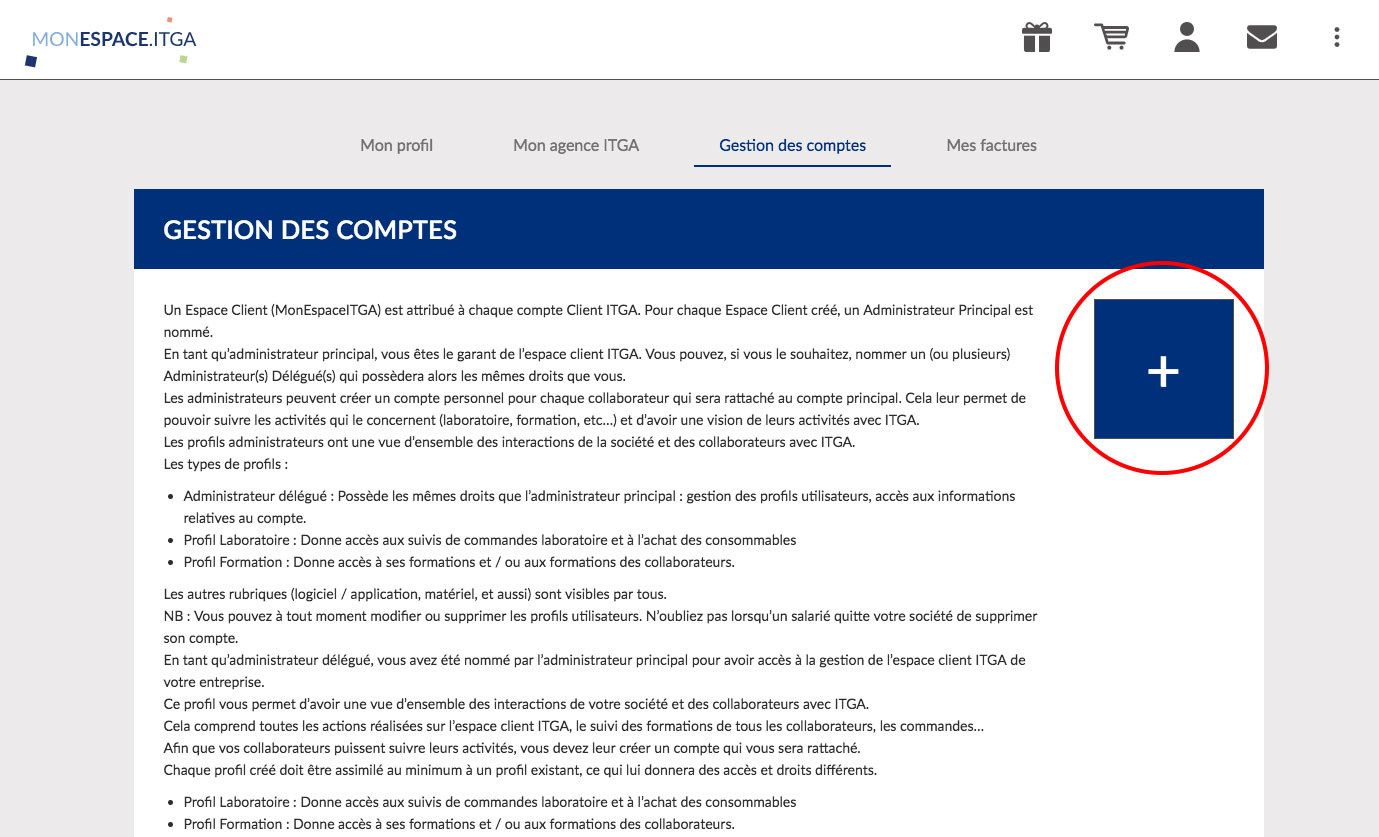 MONESPACE.ITGA
Mon profil
Mon agence ITGA
Gestion des comptes
Mes factures
GESTION DES COMPTES
Un Espace Client (MonEspaceITGA) est attribué à chaque compte Client ITGA. Pour chaque Espace Client créé, un Administrateur Principal est
nommé.
En tant qu'administrateur principal, vous êtes le garant de l'espace client ITGA. Vous pouvez, si vous le souhaitez, nommer un (ou plusieurs)
Administrateur(s) Délégué(s) qui possèdera alors les mêmes droits que vous.
Les administrateurs peuvent créer un compte personnel pour chaque collaborateur qui sera rattaché au compte principal. Cela leur permet de
pouvoir suivre les activités qui le concernent (laboratoire, formation, etc...) et d'avoir une vision de leurs activités avec ITGA.
Les profils administrateurs ont une vue d'ensemble des interactions de la société et des collaborateurs avec ITGA.
Les types de profils :
• Administrateur délégué : Possède les mêmes droits que l'administrateur principal : gestion des profils utilisateurs, accès aux informations
relatives au compte.
• Profil Laboratoire : Donne accès aux suivis de commandes laboratoire et à l'achat des consommables
• Profil Formation : Donne accès à ses formations et / ou aux formations des collaborateurs.
Les autres rubriques (logiciel / application, matériel, et aussi) sont visibles par tous.
NB : Vous pouvez à tout moment modifier ou supprimer les profils utilisateurs. N'oubliez pas lorsqu'un salarié quitte votre société de supprimer
son compte.
En tant qu'administrateur délégué, vous avez été nommé par l'administrateur principal pour avoir accès à la gestion de l'espace client ITGA de
votre entreprise.
Ce profil vous permet d'avoir une vue d'ensemble des interactions de votre société et des collaborateurs avec ITGA.
Cela comprend toutes les actions réalisées sur l'espace client ITGA, le suivi des formations de tous les collaborateurs, les commandes...
Afin que vos collaborateurs puissent suivre leurs activités, vous devez leur créer un compte qui vous sera rattaché.
Chaque profil créé doit être assimilé au minimum à un profil existant, ce qui lui donnera des accès et droits différents.
• Profil Laboratoire : Donne accès aux suivis de commandes laboratoire et à l'achat des consommables
• Profil Formation : Donne accès à ses formations et / ou aux formations des collaborateurs.